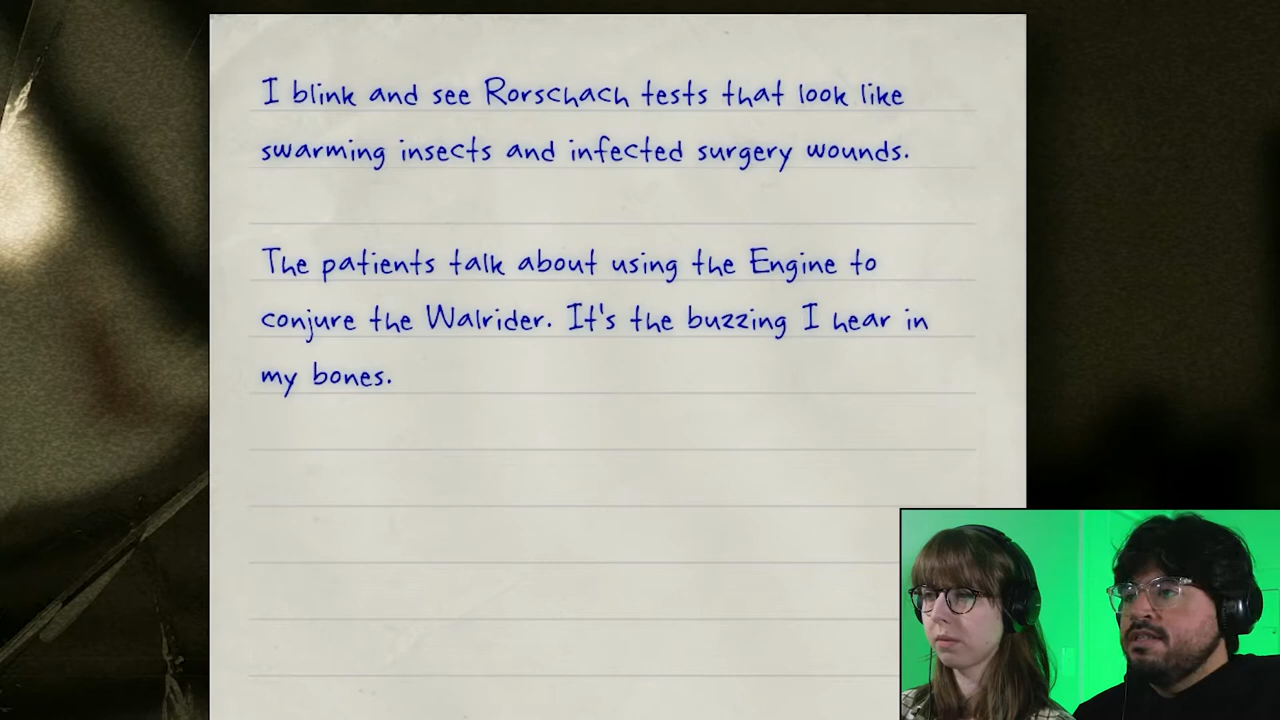 I blink and see Rorschach tests that look like
swarming insects and infected surgery wounds.
The patients talk about using the Engine to
conjure the Walrider. It's the buzzing I hear in
my bones.